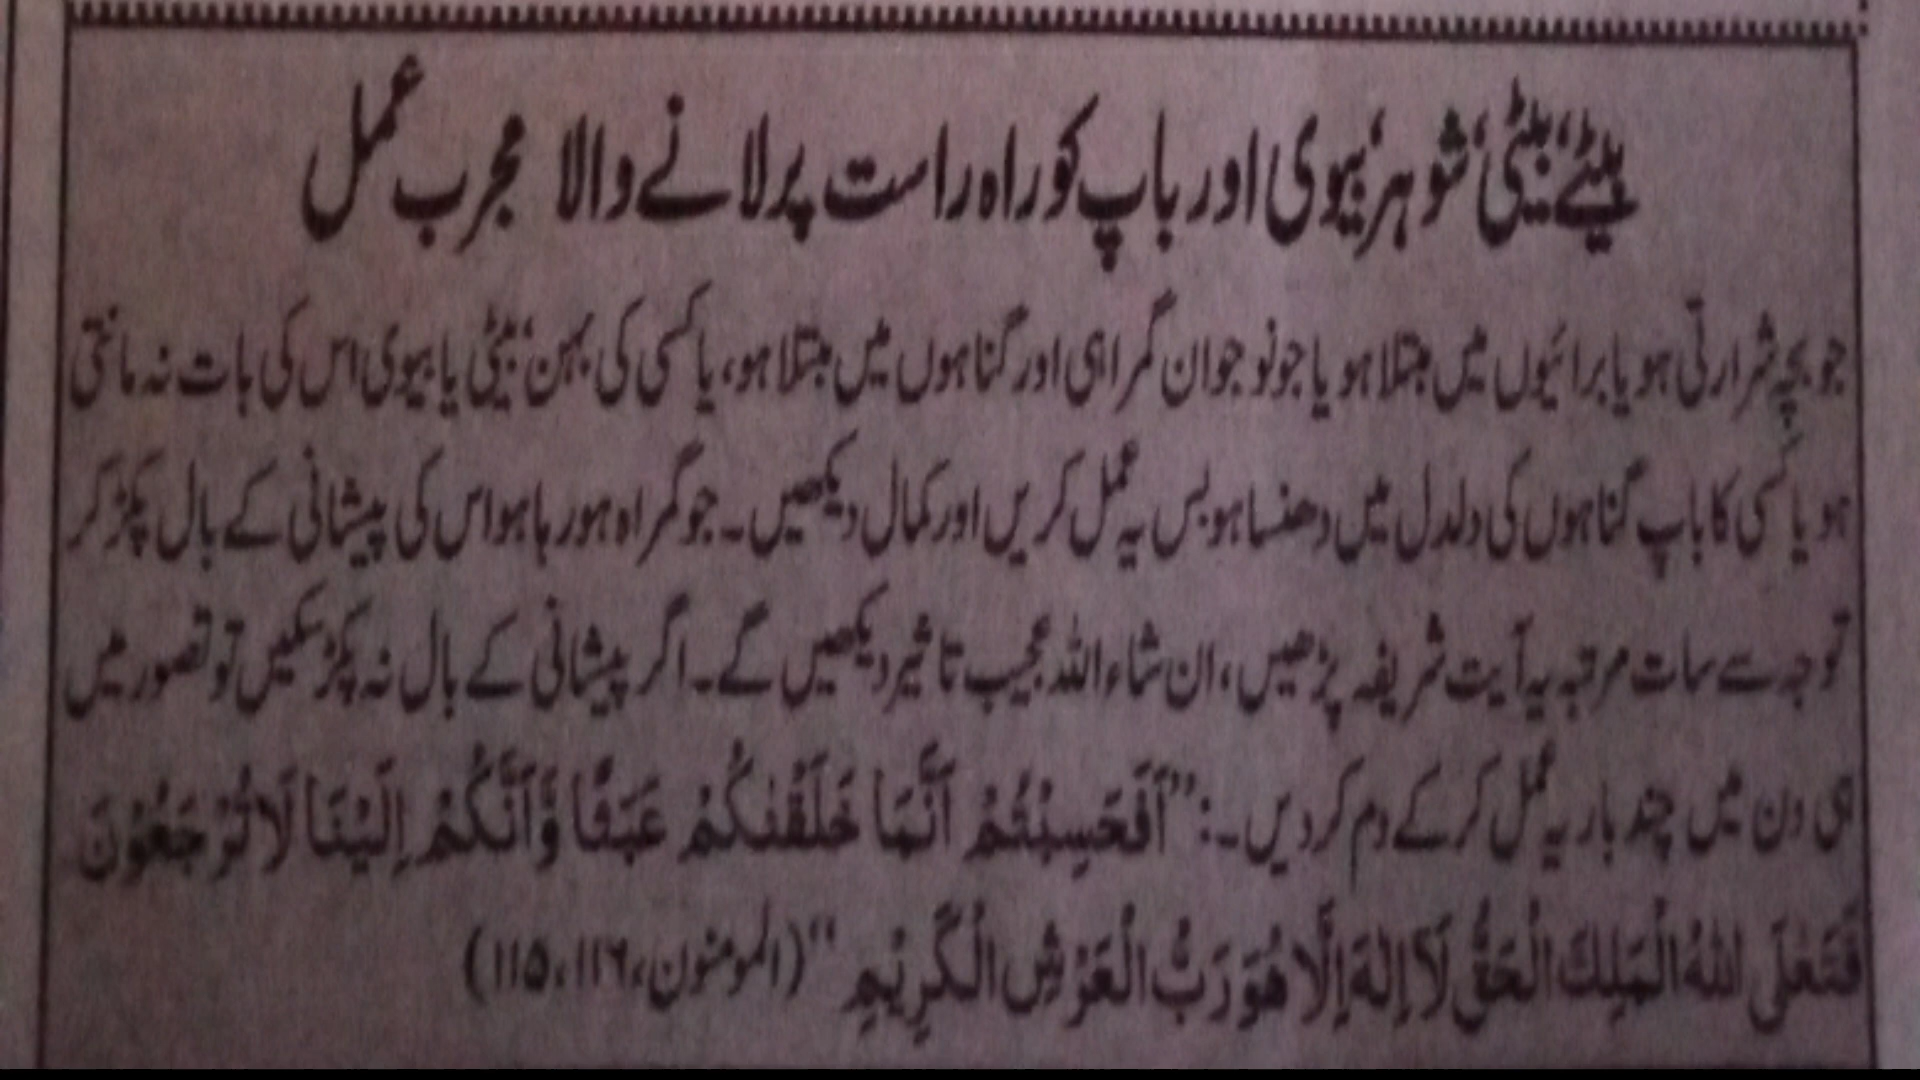 بیٹے، بیٹی، شوہر، بیوی اور باپ کو راہ راست پر لانے والا مجرب عمل
جو بچہ شرارتی ہو یا برائیوں میں مبتلا ہو یا جو نوجوان گمراہی اور گناہوں میں مبتلا ہو، یا کسی کی بہن، بیٹی یا بیوی اس کی بات نہ مانتی
ہو یا کسی کا باپ گناہوں کی دلدل میں دھنسا ہو بس یہ عمل کریں اور کمال دیکھیں۔ جو گمراہ ہو رہا ہو اس کی پیشانی کے بال پکڑ کر
توجہ سے سات مرتبہ یہ آیت شریفہ پڑھیں، ان شاء اللہ عجیب تاثیر دیکھیں گے۔ اگر پیشانی کے بال نہ پکڑ سکیں تو تصور میں
ہی دن میں چند بار یہ عمل کر کے دم کر دیں۔:"اَفَحَسِبْتُمْ اَنَّمَا خَلَقْنٰكُمْ عَبَثًا وَّاَنَّكُمْ اِلَيْنَا لَا تُرْجَعُوْنَ
فَتَعٰلَى اللّٰهُ الْمَلِكُ الْحَقُّ لَا اِلٰهَ اِلَّا هُوَ رَبُّ الْعَرْشِ الْكَرِيْمِ" (المومنون، ۱۱۵،۱۱۶)